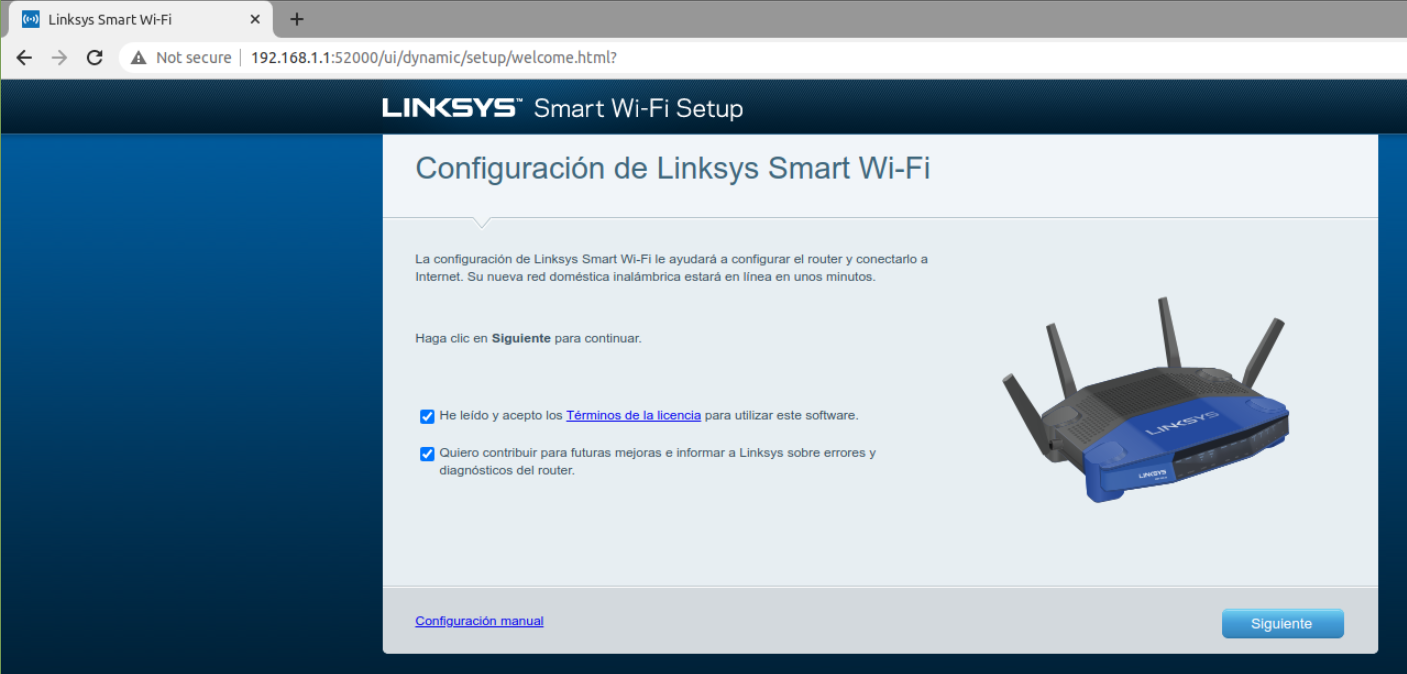 Linksys Smart Wi-Fi
Not secure | 192.168.1.1:52000/ui/dynamic/setup/welcome.html?
LINKSYS™ Smart Wi-Fi Setup
Configuración de Linksys Smart Wi-Fi
La configuración de Linksys Smart Wi-Fi le ayudará a configurar el router y conectarlo a
Internet. Su nueva red doméstica inalámbrica estará en línea en unos minutos.
Haga clic en Siguiente para continuar.
He leído y acepto los Términos de la licencia para utilizar este software.
Quiero contribuir para futuras mejoras e informar a Linksys sobre errores y
diagnósticos del router.
LINKSYS
LINKSYS
Configuración manual
Siguiente